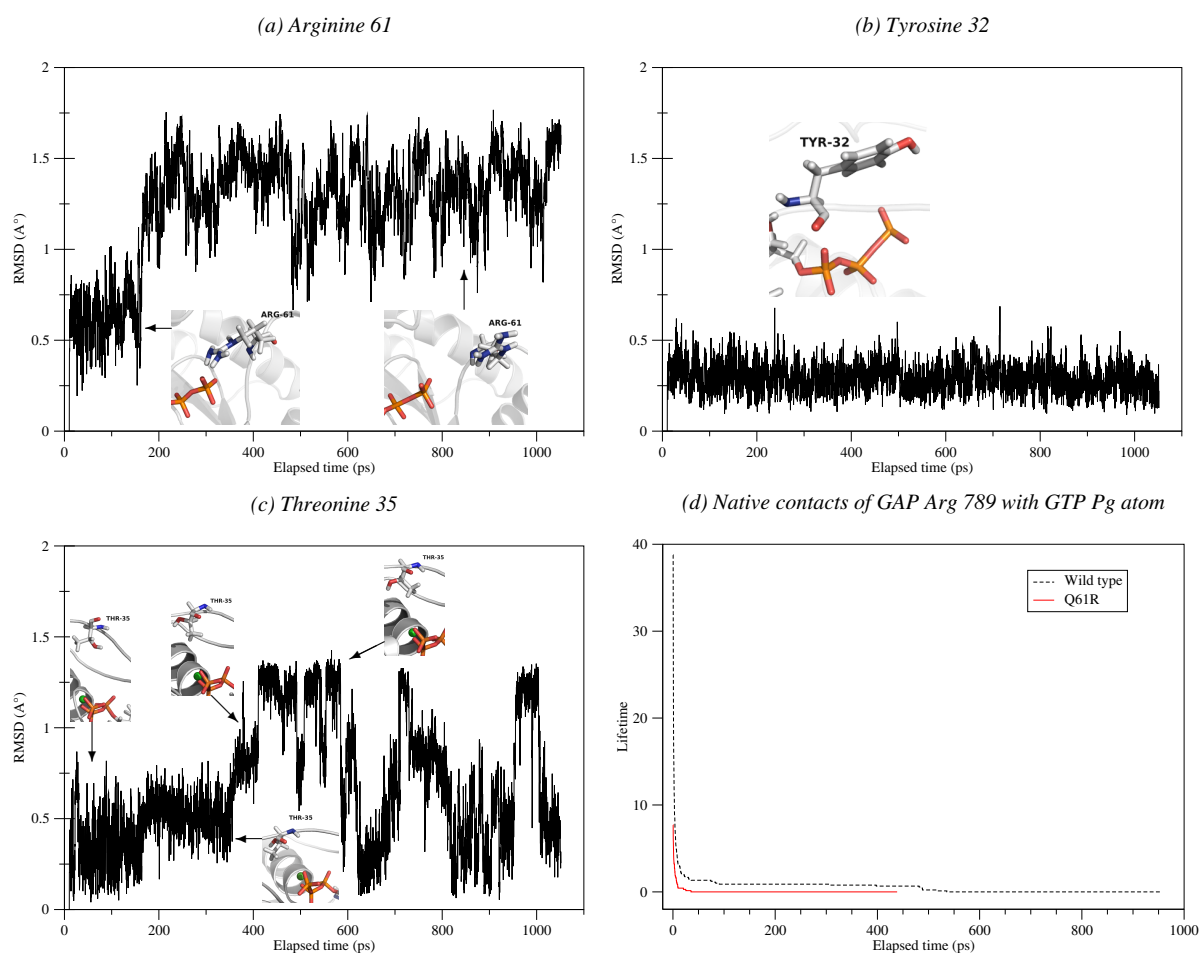 (a) Arginine 61
2
1.5
1
0.5
0
RMSD (A°)
ARG-61
ARG-61
0 200 400 600 800 1000
Elapsed time (ps)
(b) Tyrosine 32
2
1.5
1
0.5
0
RMSD (A°)
TYR-32
0 200 400 600 800 1000
Elapsed time (ps)
(c) Threonine 35
2
1.5
1
0.5
0
RMSD (A°)
THR-35
THR-35
THR-35
THR-35
0 200 400 600 800 1000
Elapsed time (ps)
(d) Native contacts of GAP Arg 789 with GTP Pg atom
40
30
20
10
0
Lifetime
Wild type
Q61R
0 200 400 600 800 1000
Elapsed time (ps)